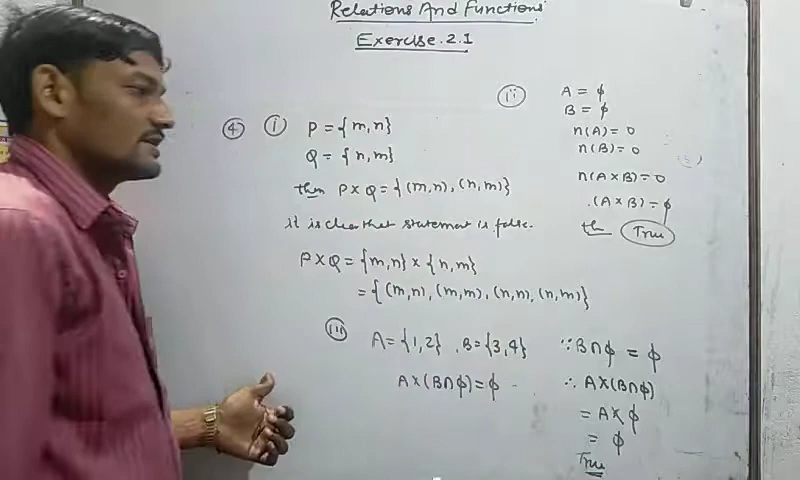 Relations And Functions
Exercise.2.1
④ ⓘ P = {m,n}
Q = {n,m}
then P×Q = {(m,n), (n,m)}
it is clear that statement is false.
P×Q = {m,n} × {n,m}
= {(m,n), (m,m), (n,n), (n,m)}
ⓘⓘ A = ϕ
B = ϕ
n(A) = 0
n(B) = 0
n(A×B) = 0
.(A×B) = ϕ
th True
ⓘⓘⓘ A = {1,2} , B = {3,4}
A×(B∩ϕ) = ϕ
∵ B∩ϕ = ϕ
∴ A×(B∩ϕ)
= A×ϕ
= ϕ
True